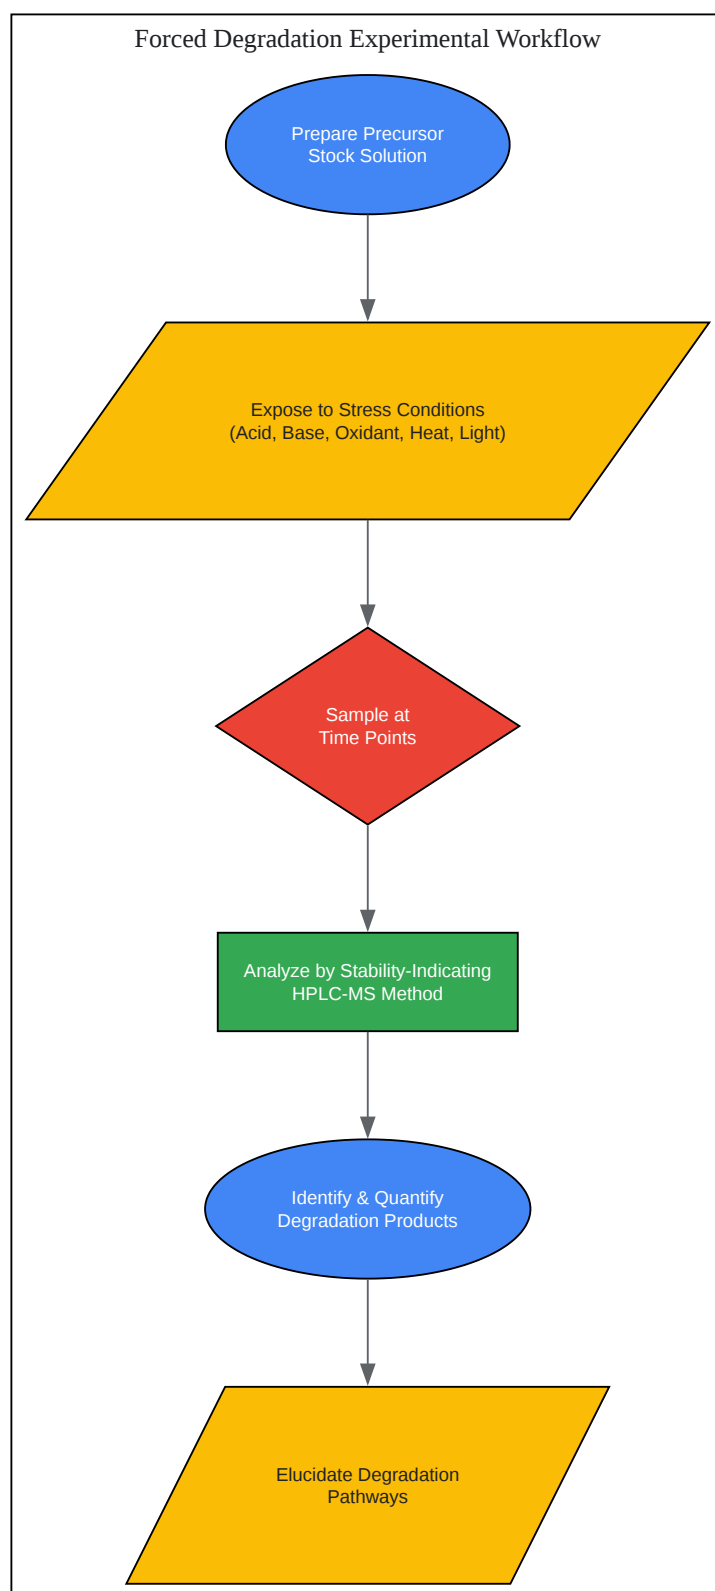 Forced Degradation Experimental Workflow
Prepare Precursor
Stock Solution
Expose to Stress Conditions
(Acid, Base, Oxidant, Heat, Light)
Sample at
Time Points
Analyze by Stability-Indicating
HPLC-MS Method
Identify & Quantify
Degradation Products
Elucidate Degradation
Pathways